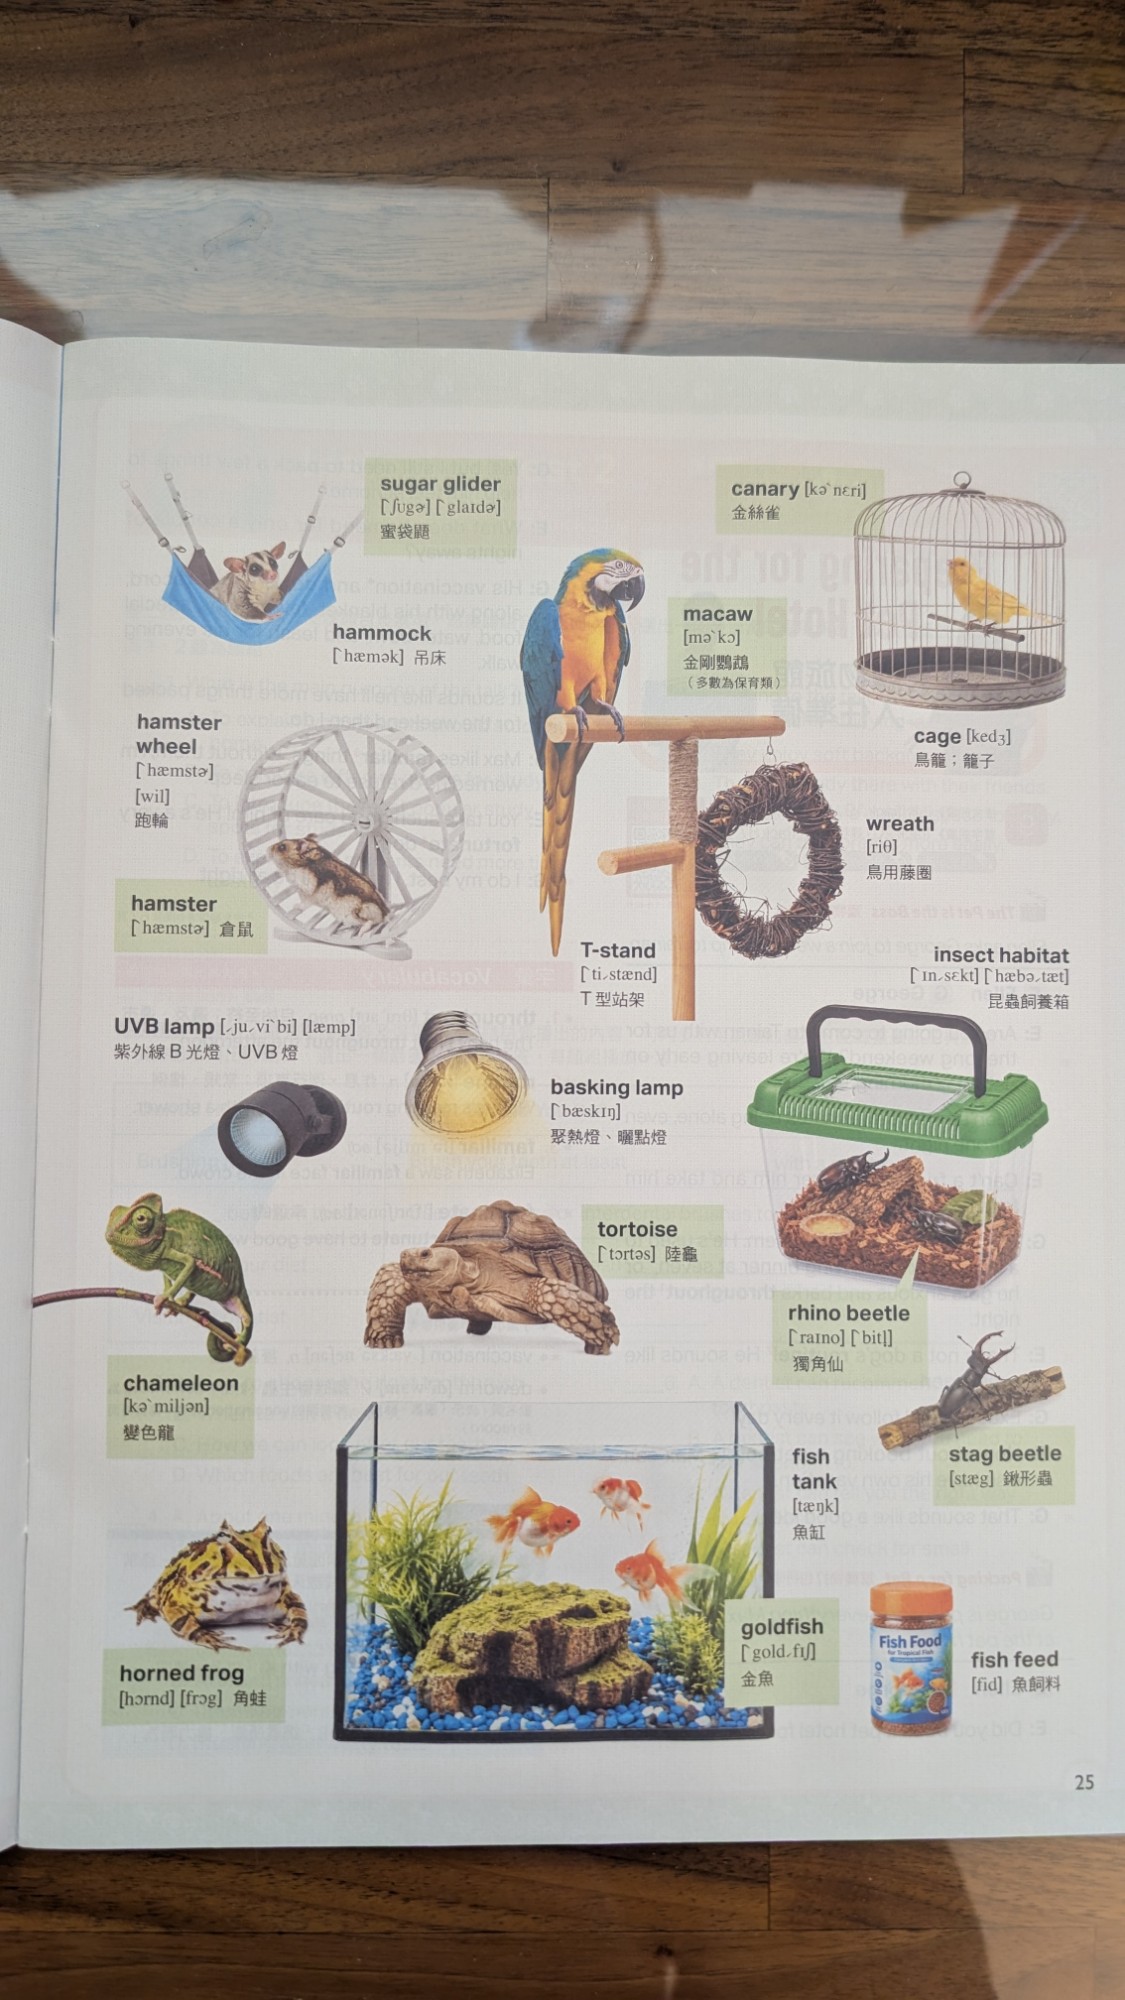 sugar glider
[ˋʃʊgɚ] [ˋglaɪdɚ]
蜜袋鼯
canary [kəˋnɛri]
金絲雀
hammock
[ˋhæmək] 吊床
macaw
[məˋkɔ]
金剛鸚鵡
(多數為保育類)
hamster
wheel
[ˋhæmstɚ]
[wil]
跑輪
cage [kedʒ]
鳥籠；籠子
wreath
[riθ]
鳥用藤圈
hamster
[ˋhæmstɚ] 倉鼠
T-stand
[ˋtiˏstænd]
T 型站架
insect habitat
[ˋɪnˏsɛkt] [ˋhæbəˏtæt]
昆蟲飼養箱
UVB lamp [ˏjuˏviˋbi] [læmp]
紫外線 B 光燈、UVB 燈
basking lamp
[ˋbæskɪŋ]
聚熱燈、曬點燈
tortoise
[ˋtɔrtəs] 陸龜
rhino beetle
[ˋraɪno] [ˋbitl̩]
獨角仙
chameleon
[kəˋmiljən]
變色龍
stag beetle
[stæg] 鍬形蟲
fish
tank
[tæŋk]
魚缸
horned frog
[hɔrnd] [frɔg] 角蛙
goldfish
[ˋgoldˏfɪʃ]
金魚
Fish Food
for Tropical Fish
fish feed
[fid] 魚飼料
25